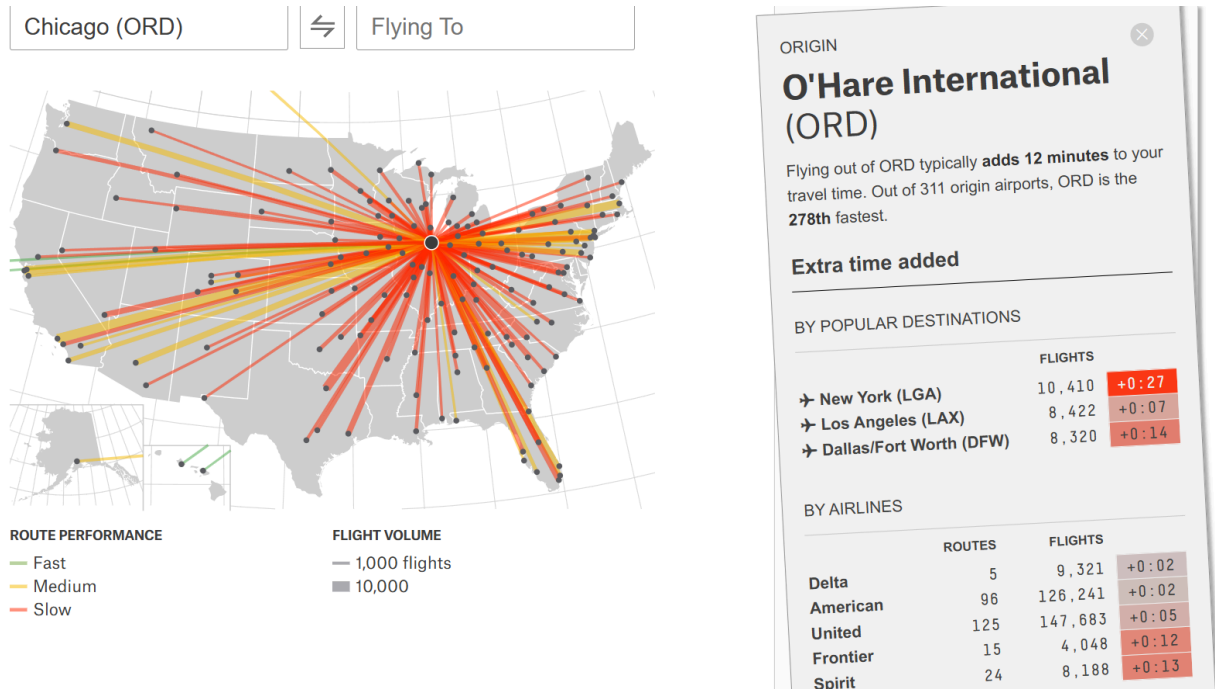 Chicago (ORD)
Flying To
ROUTE PERFORMANCE
Fast
Medium
Slow
FLIGHT VOLUME
1,000 flights
10,000
ORIGIN
O'Hare International
(ORD)
Flying out of ORD typically adds 12 minutes to your
travel time. Out of 311 origin airports, ORD is the
278th fastest.
Extra time added
BY POPULAR DESTINATIONS
FLIGHTS
New York (LGA) 10,410 +0:27
Los Angeles (LAX) 8,422 +0:07
Dallas/Fort Worth (DFW) 8,320 +0:14
BY AIRLINES
ROUTES FLIGHTS
Delta 5 9,321 +0:02
American 96 126,241 +0:02
United 125 147,683 +0:05
Frontier 15 4,048 +0:12
Spirit 24 8,188 +0:13